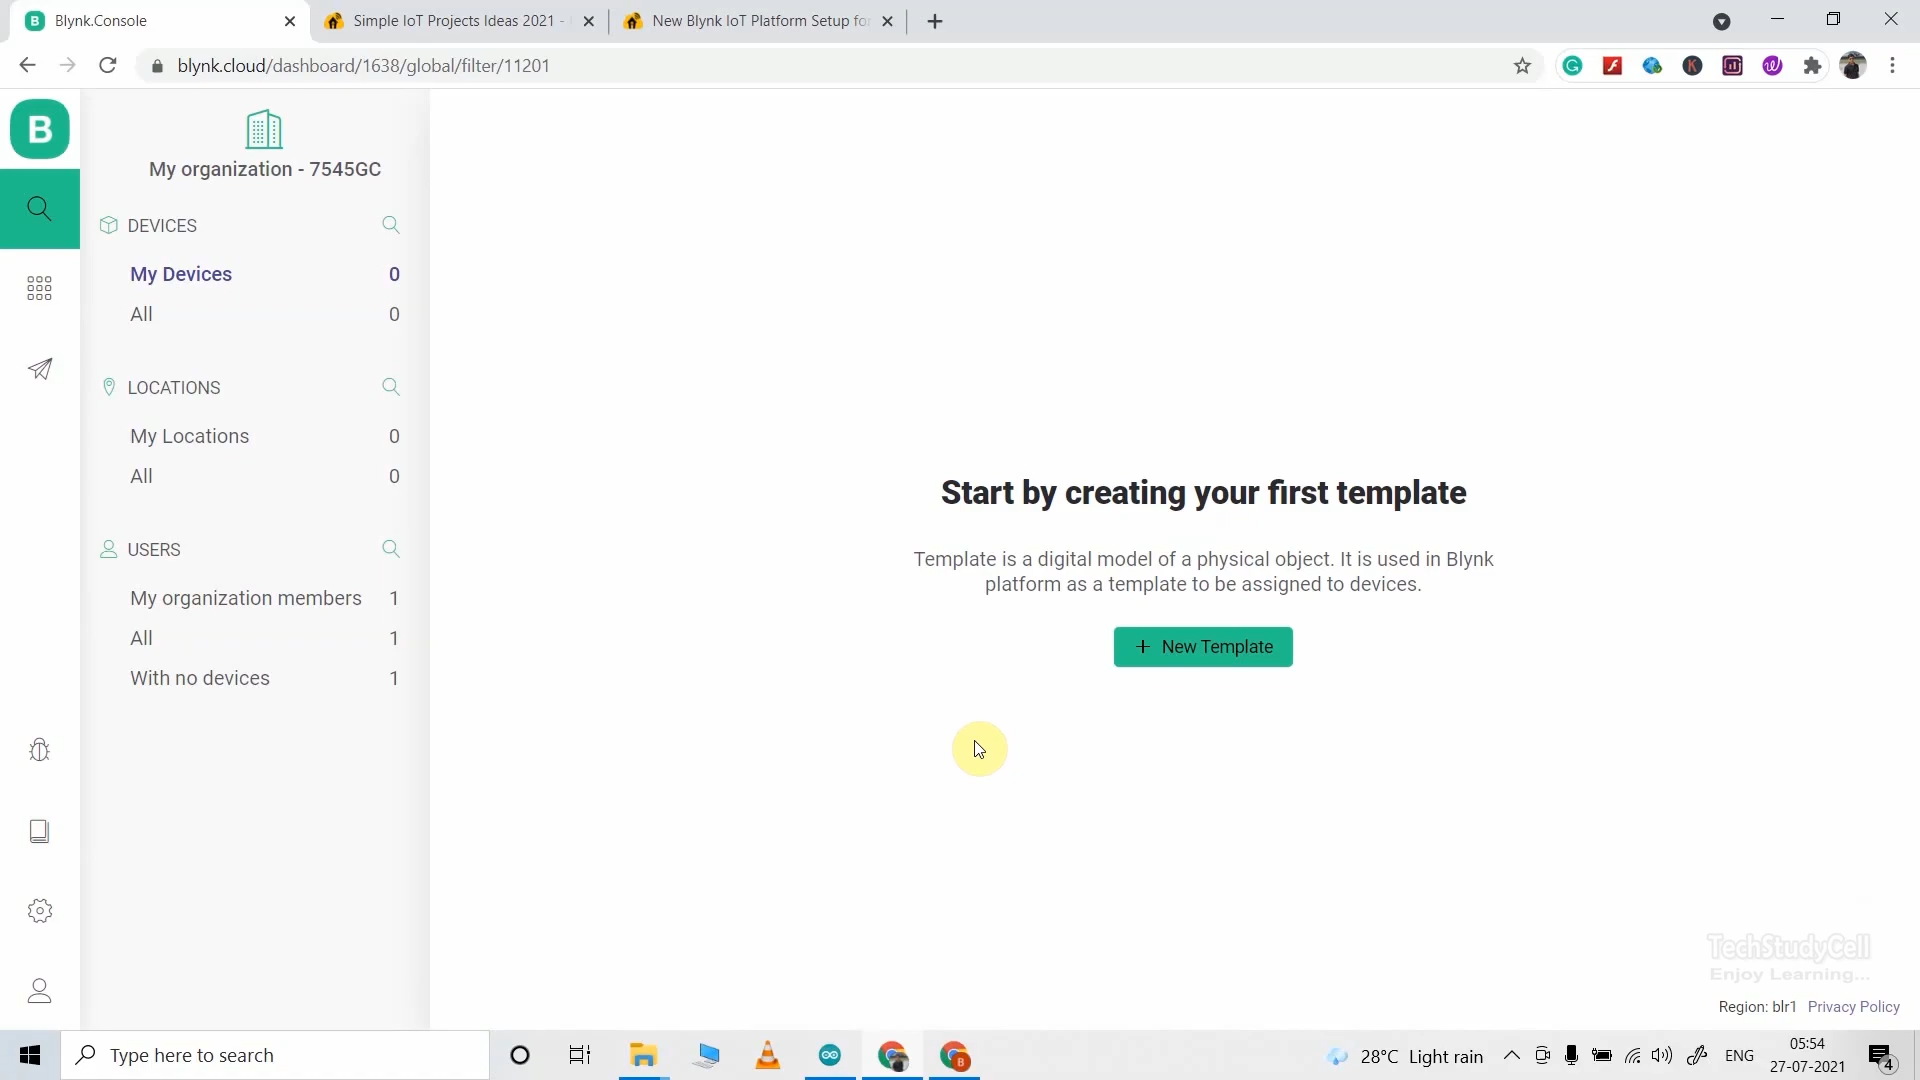 Blynk.Console
Simple IoT Projects Ideas 2021 -
New Blynk IoT Platform Setup for
blynk.cloud/dashboard/1638/global/filter/11201
B
My organization - 7545GC
DEVICES
My Devices 0
All 0
LOCATIONS
My Locations 0
All 0
USERS
My organization members 1
All 1
With no devices 1
Start by creating your first template
Template is a digital model of a physical object. It is used in Blynk
platform as a template to be assigned to devices.
+ New Template
TechStudyCell
Enjoy Learning...
Region: blr1 Privacy Policy
Type here to search
28°C Light rain
ENG
05:54
27-07-2021
4